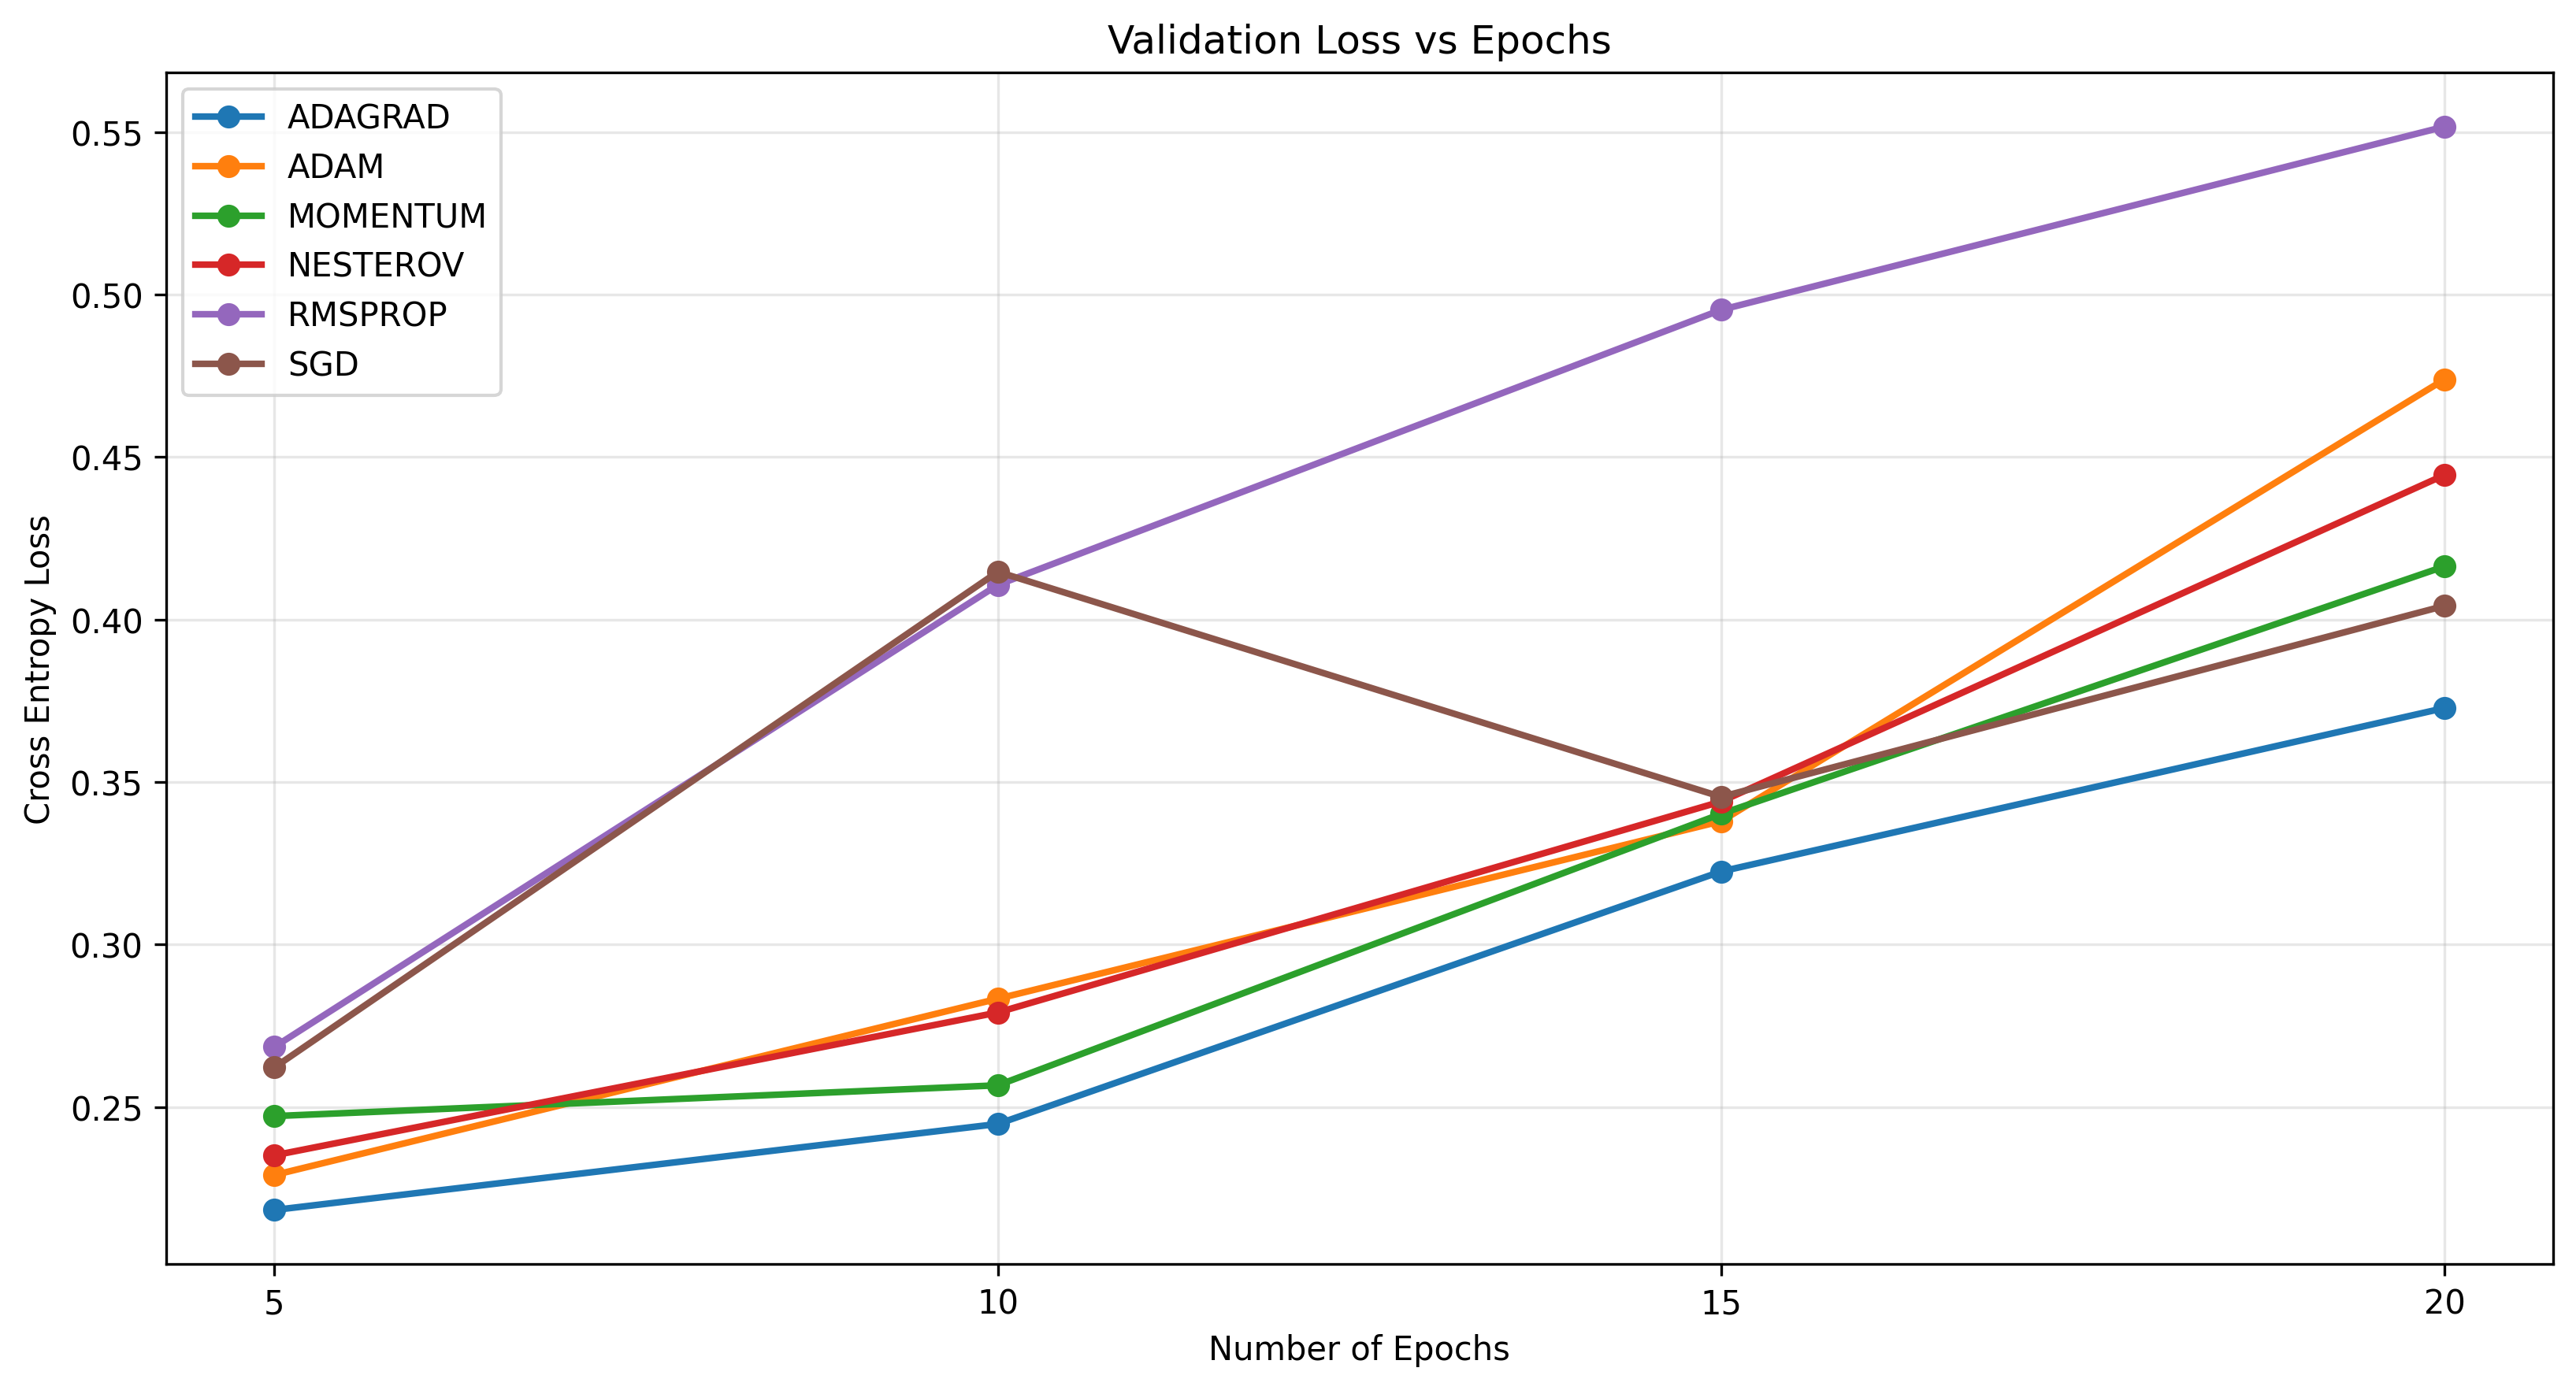 Validation Loss vs Epochs
ADAGRAD
ADAM
MOMENTUM
NESTEROV
RMSPROP
SGD
0.55
0.50
0.45
0.40
0.35
0.30
0.25
Cross Entropy Loss
5 10 15 20
Number of Epochs